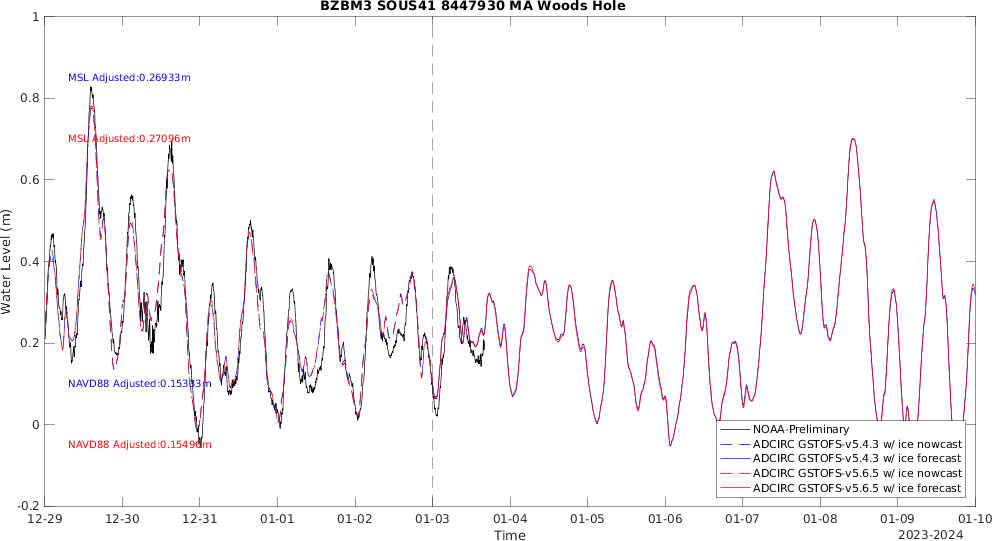 BZBM3 SOUS41 8447930 MA Woods Hole
1
0.8
0.6
0.4
0.2
0
-0.2
Water Level (m)
MSL Adjusted:0.26933m
MSL Adjusted:0.27096m
NAVD88 Adjusted:0.15333m
NAVD88 Adjusted:0.15496m
NOAA-Preliminary
ADCIRC GSTOFS-v5.4.3 w/ ice nowcast
ADCIRC GSTOFS-v5.4.3 w/ ice forecast
ADCIRC GSTOFS-v5.6.5 w/ ice nowcast
ADCIRC GSTOFS-v5.6.5 w/ ice forecast
12-29 12-30 12-31 01-01 01-02 01-03 01-04 01-05 01-06 01-07 01-08 01-09 01-10
Time
2023-2024